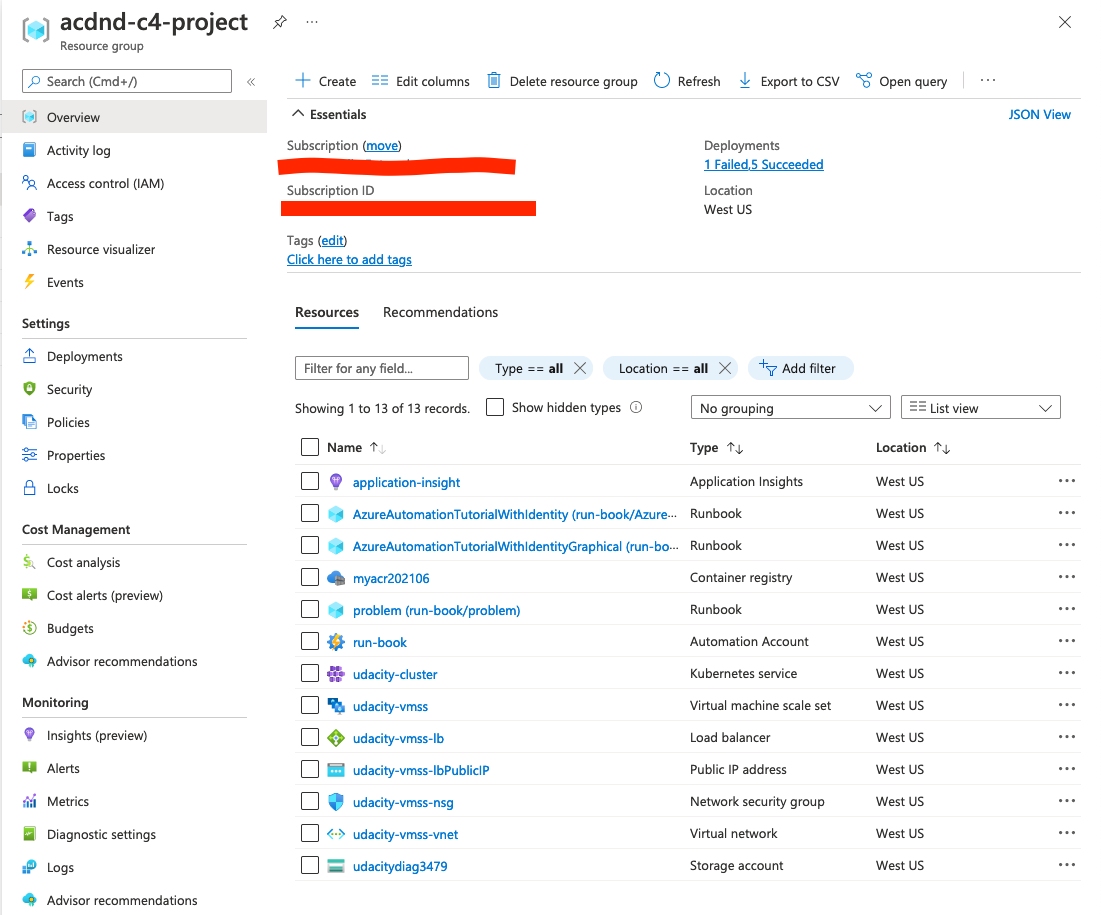 acdnd-c4-project
Resource group
Search (Cmd+/)
«
Create
Edit columns
Delete resource group
Refresh
Export to CSV
Open query
Overview
Activity log
Access control (IAM)
Tags
Resource visualizer
Events
Settings
Deployments
Security
Policies
Properties
Locks
Cost Management
Cost analysis
Cost alerts (preview)
Budgets
Advisor recommendations
Monitoring
Insights (preview)
Alerts
Metrics
Diagnostic settings
Logs
Advisor recommendations
Essentials
JSON View
Subscription (move)
Subscription ID
Deployments
1 Failed,5 Succeeded
Location
West US
Tags (edit)
Click here to add tags
Resources
Recommendations
Filter for any field...
Type == all
Location == all
Add filter
Showing 1 to 13 of 13 records.
Show hidden types
No grouping
List view
Name Type Location
application-insight Application Insights West US
AzureAutomationTutorialWithIdentity (run-book/Azure... Runbook West US
AzureAutomationTutorialWithIdentityGraphical (run-bo... Runbook West US
myacr202106 Container registry West US
problem (run-book/problem) Runbook West US
run-book Automation Account West US
udacity-cluster Kubernetes service West US
udacity-vmss Virtual machine scale set West US
udacity-vmss-lb Load balancer West US
udacity-vmss-lbPublicIP Public IP address West US
udacity-vmss-nsg Network security group West US
udacity-vmss-vnet Virtual network West US
udacitydiag3479 Storage account West US